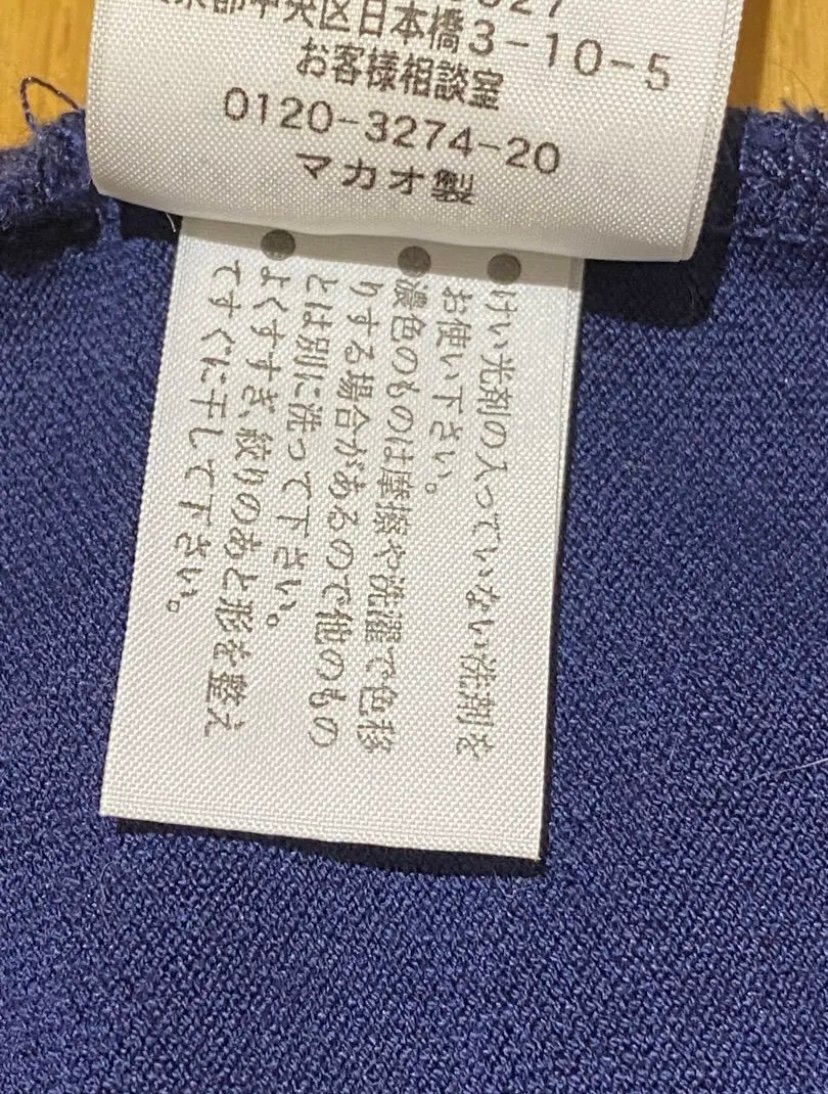 京都中央区日本橋3-10-5
お客様相談室
0120-3274-20
マカオ製
●けい光剤の入っていない洗剤を
お使い下さい。
●濃色のものは摩擦や洗濯で色移
りする場合があるので他のもの
とは別に洗って下さい。
●よくすすぎ、絞りのあと形を整え
てすぐに干して下さい。